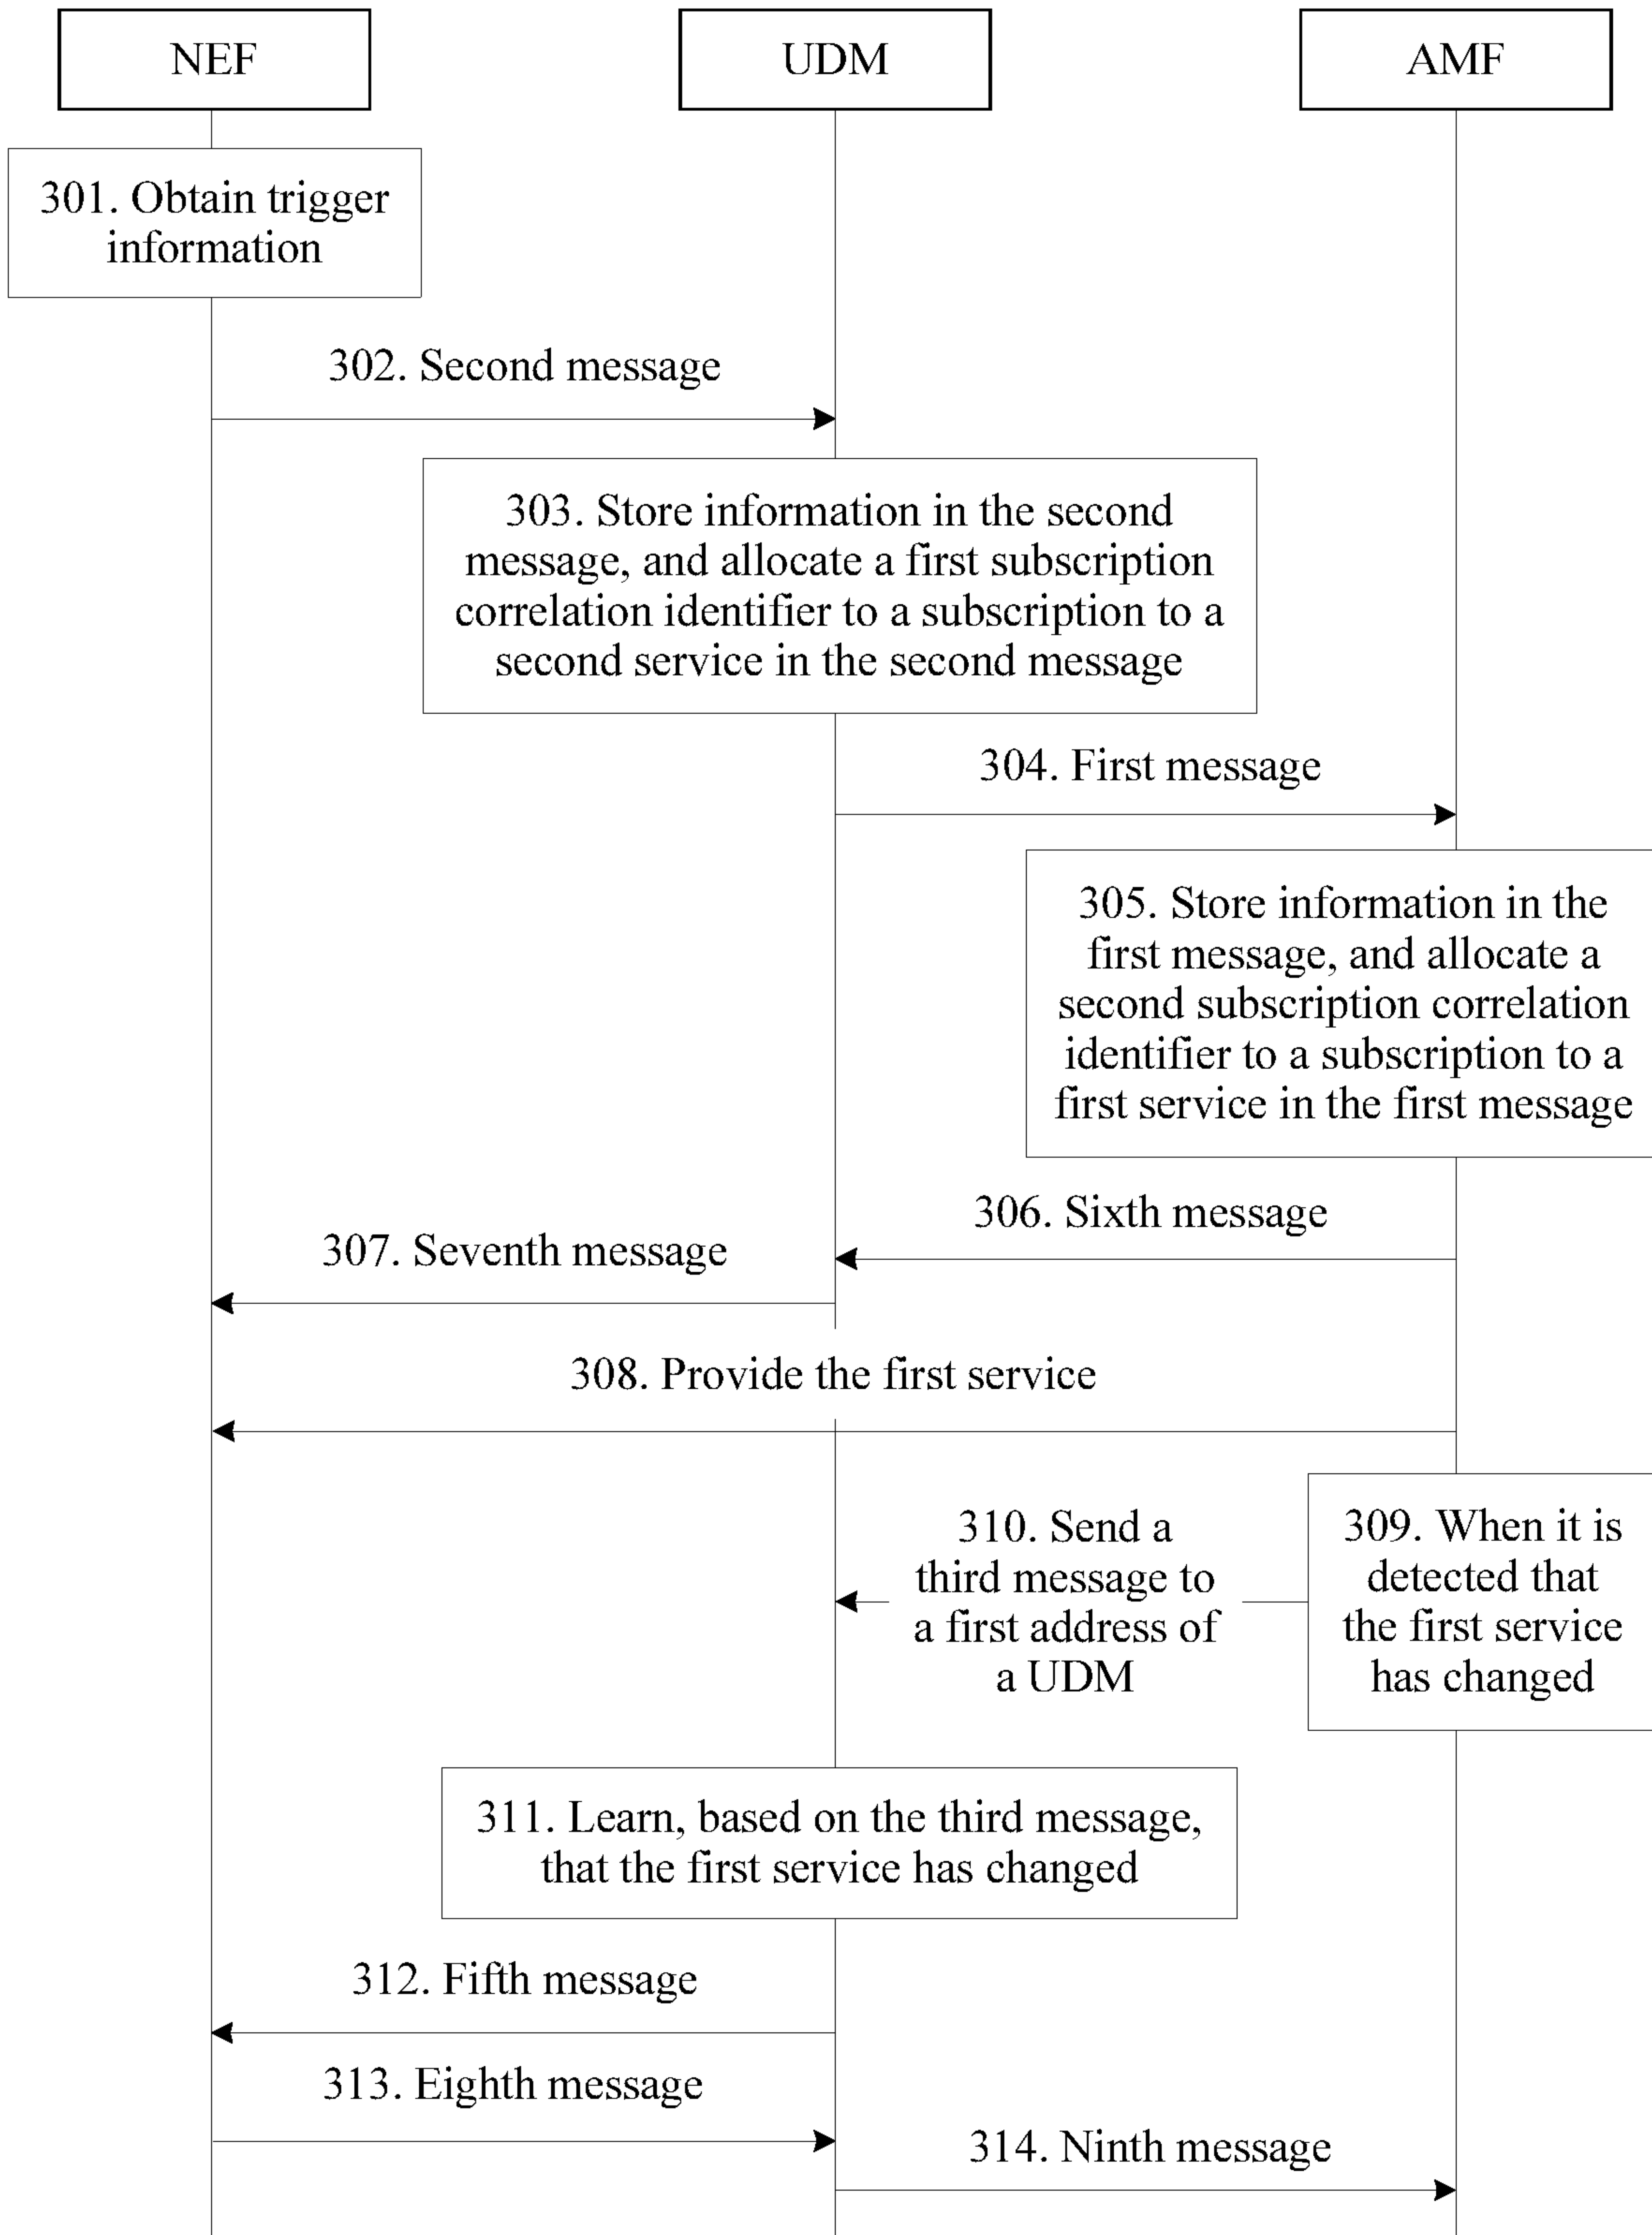 NEF
UDM
AMF
301. Obtain trigger
information
302. Second message
303. Store information in the second
message, and allocate a first subscription
correlation identifier to a subscription to a
second service in the second message
304. First message
305. Store information in the
first message, and allocate a
second subscription correlation
identifier to a subscription to a
first service in the first message
306. Sixth message
307. Seventh message
308. Provide the first service
309. When it is
detected that
the first service
has changed
310. Send a
third message to
a first address of
a UDM
311. Learn, based on the third message,
that the first service has changed
312. Fifth message
313. Eighth message
314. Ninth message